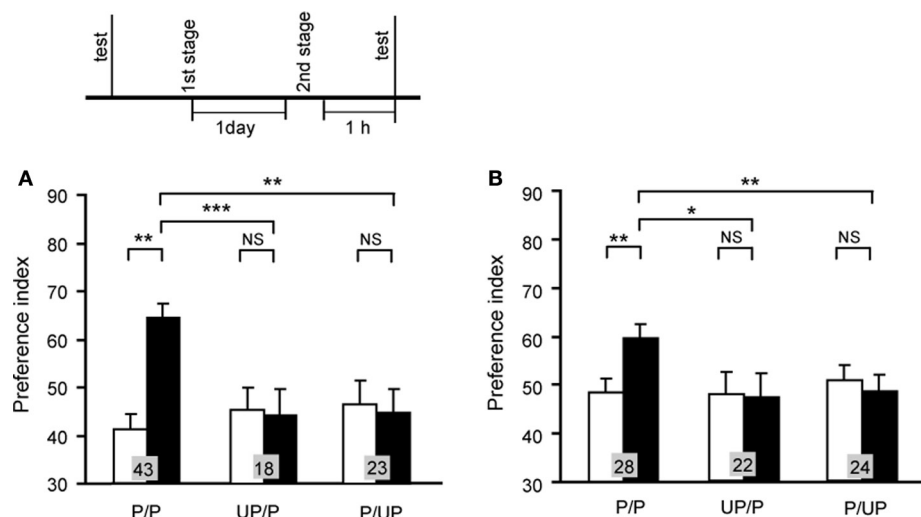 test
1st stage
2nd stage
test
1day
1 h
A
90
80
70
60
50
40
30
Preference index
**
***
**
NS
NS
43
18
23
P/P
UP/P
P/UP
B
90
80
70
60
50
40
30
Preference index
**
*
**
NS
NS
28
22
24
P/P
UP/P
P/UP